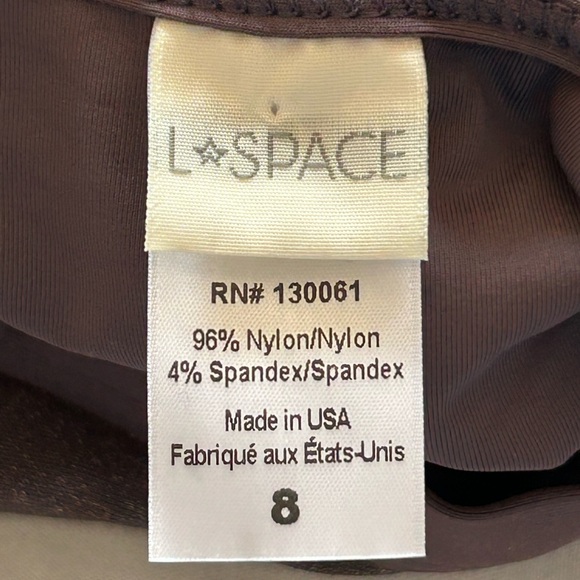 L☆SPACE
RN# 130061
96% Nylon/Nylon
4% Spandex/Spandex
Made in USA
Fabriqué aux États-Unis
8